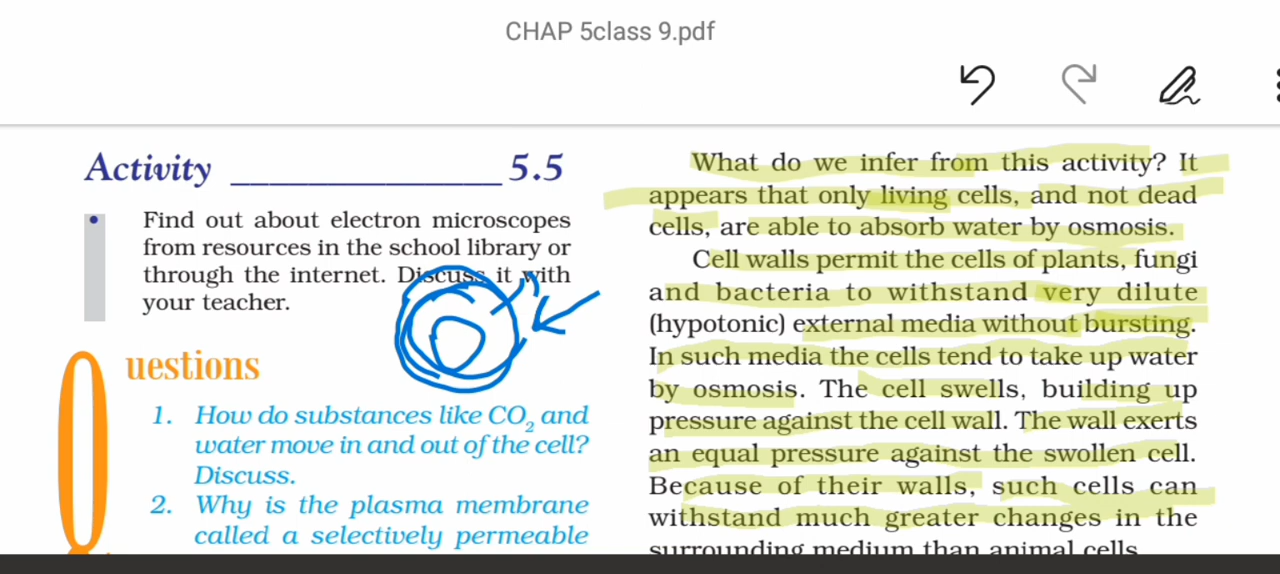 CHAP 5class 9.pdf
Activity 5.5
• Find out about electron microscopes
from resources in the school library or
through the internet. Discuss it with
your teacher.
Questions
1. How do substances like CO₂ and
water move in and out of the cell?
Discuss.
2. Why is the plasma membrane
called a selectively permeable
What do we infer from this activity? It
appears that only living cells, and not dead
cells, are able to absorb water by osmosis.
Cell walls permit the cells of plants, fungi
and bacteria to withstand very dilute
(hypotonic) external media without bursting.
In such media the cells tend to take up water
by osmosis. The cell swells, building up
pressure against the cell wall. The wall exerts
an equal pressure against the swollen cell.
Because of their walls, such cells can
withstand much greater changes in the
surrounding medium than animal cells